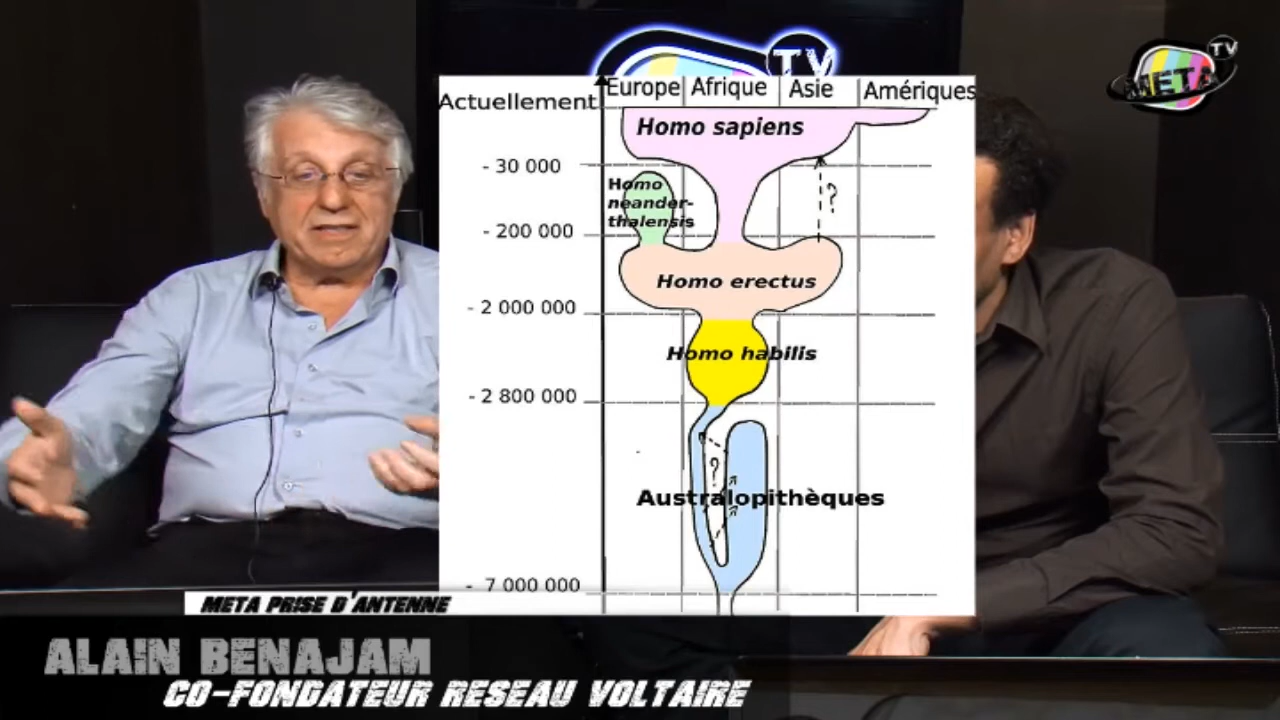 TV
META TV
Europe Afrique Asie Amériques
Actuellement
Homo sapiens
- 30 000
Homo
neander-
thalensis
?
- 200 000
Homo erectus
- 2 000 000
Homo habilis
- 2 800 000
?
Australopithèques
- 7 000 000
META PRISE D'ANTENNE
ALAIN BENAJAM
CO-FONDATEUR RESEAU VOLTAIRE